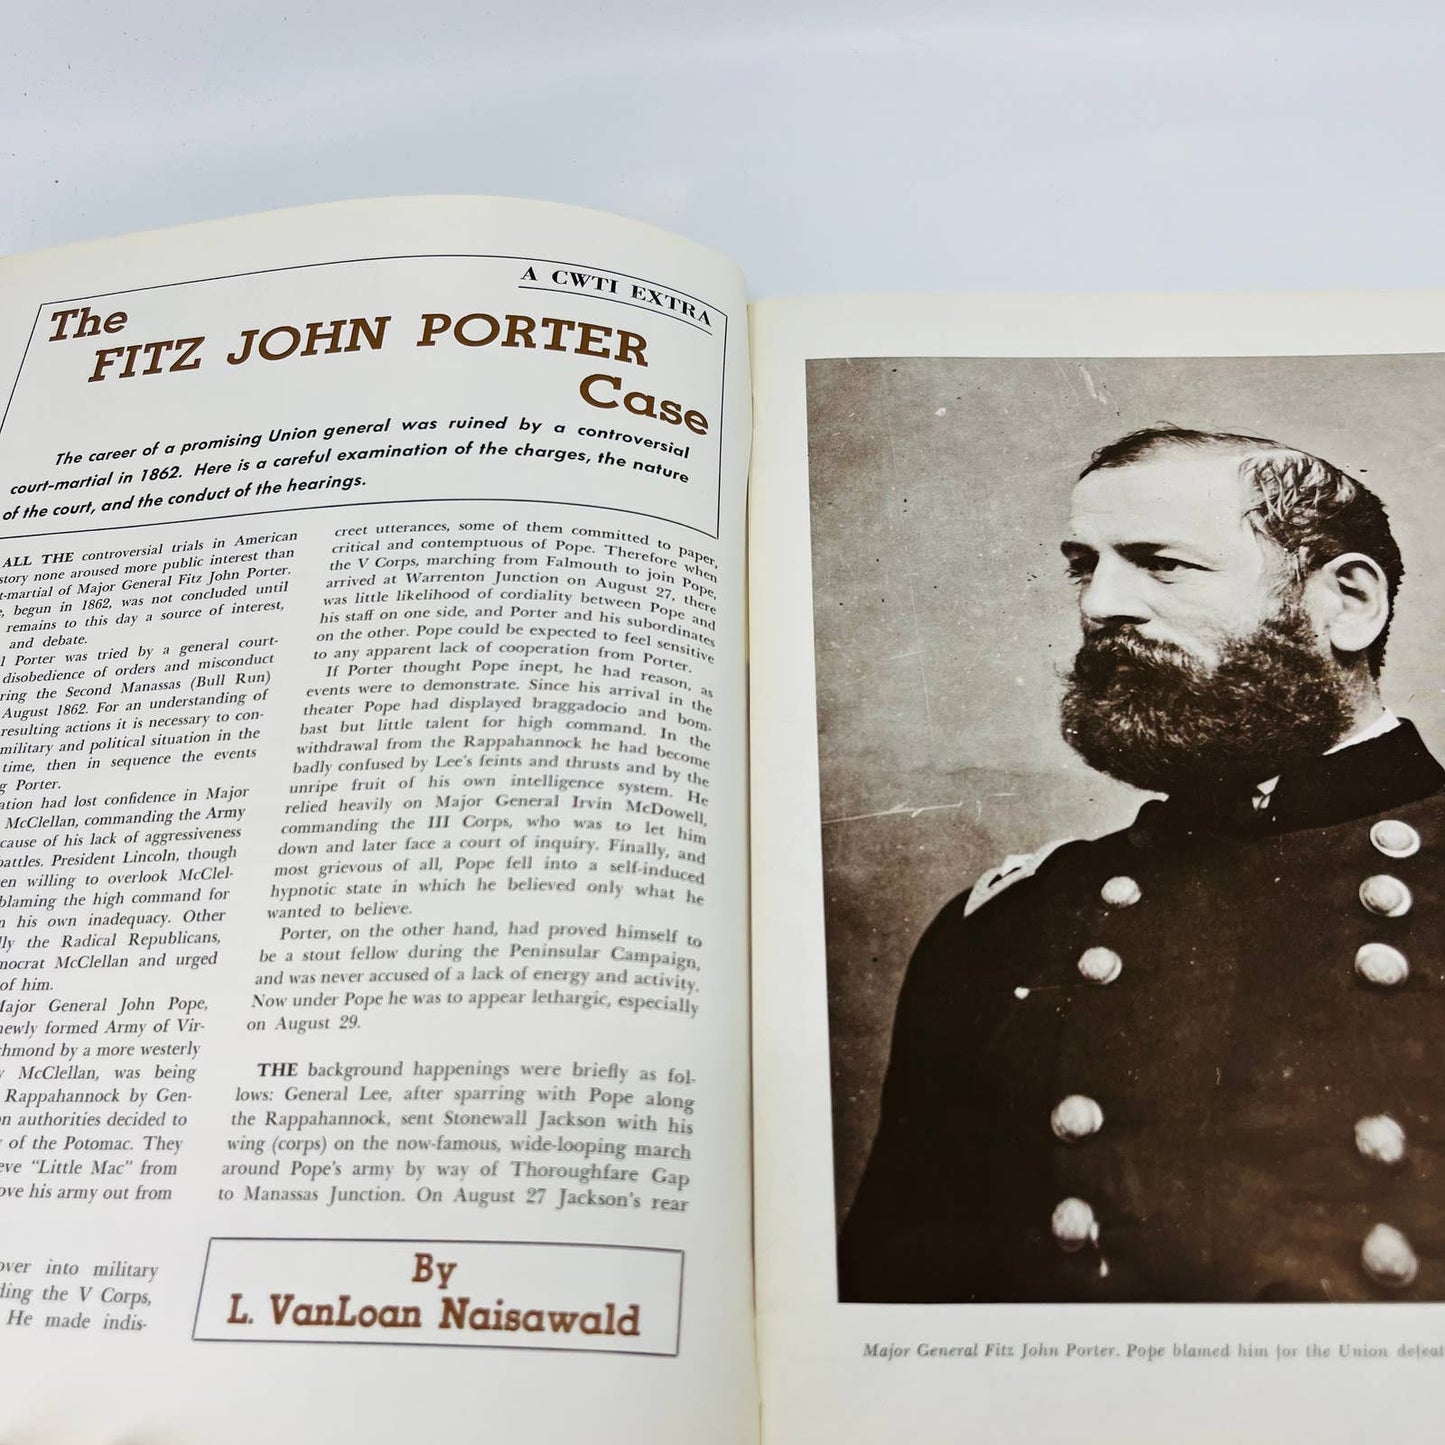 A CWTI EXTRA
The
FITZ JOHN PORTER
Case
The career of a promising Union general was ruined by a controversial
court-martial in 1862. Here is a careful examination of the charges, the nature
of the court, and the conduct of the hearings.
ALL THE controversial trials in American
story none aroused more public interest than
t-martial of Major General Fitz John Porter.
, begun in 1862, was not concluded until
remains to this day a source of interest,
and debate.
l Porter was tried by a general court-
disobedience of orders and misconduct
ring the Second Manassas (Bull Run)
August 1862. For an understanding of
resulting actions it is necessary to con-
military and political situation in the
time, then in sequence the events
g Porter.
ation had lost confidence in Major
McClellan, commanding the Army
cause of his lack of aggressiveness
battles. President Lincoln, though
en willing to overlook McClel-
blaming the high command for
n his own inadequacy. Other
lly the Radical Republicans,
mocrat McClellan and urged
of him.
Major General John Pope,
newly formed Army of Vir-
chmond by a more westerly
y McClellan, was being
Rappahannock by Gen-
on authorities decided to
of the Potomac. They
eve "Little Mac" from
ove his army out from
over into military
ding the V Corps,
He made indis-
creet utterances, some of them committed to paper,
critical and contemptuous of Pope. Therefore when
the V Corps, marching from Falmouth to join Pope,
arrived at Warrenton Junction on August 27, there
was little likelihood of cordiality between Pope and
his staff on one side, and Porter and his subordinates
on the other. Pope could be expected to feel sensitive
to any apparent lack of cooperation from Porter.
If Porter thought Pope inept, he had reason, as
events were to demonstrate. Since his arrival in the
theater Pope had displayed braggadocio and bom-
bast but little talent for high command. In the
withdrawal from the Rappahannock he had become
badly confused by Lee's feints and thrusts and by the
unripe fruit of his own intelligence system. He
relied heavily on Major General Irvin McDowell,
commanding the III Corps, who was to let him
down and later face a court of inquiry. Finally, and
most grievous of all, Pope fell into a self-induced
hypnotic state in which he believed only what he
wanted to believe.
Porter, on the other hand, had proved himself to
be a stout fellow during the Peninsular Campaign,
and was never accused of a lack of energy and activity.
Now under Pope he was to appear lethargic, especially
on August 29.
THE background happenings were briefly as fol-
lows: General Lee, after sparring with Pope along
the Rappahannock, sent Stonewall Jackson with his
wing (corps) on the now-famous, wide-looping march
around Pope's army by way of Thoroughfare Gap
to Manassas Junction. On August 27 Jackson's rear
By
L. VanLoan Naisawald
Major General Fitz John Porter. Pope blamed him for the Union defeat